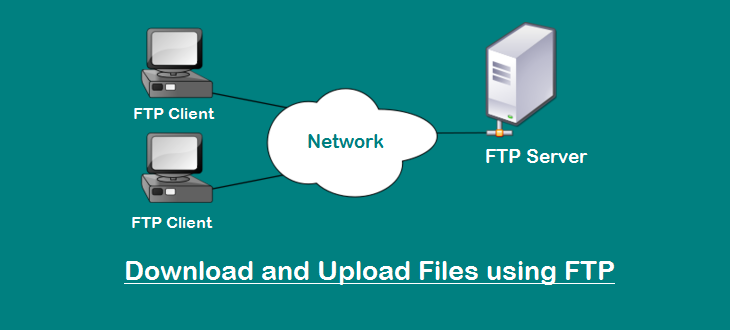 FTP Client
Network
FTP Server
FTP Client
Download and Upload Files using FTP